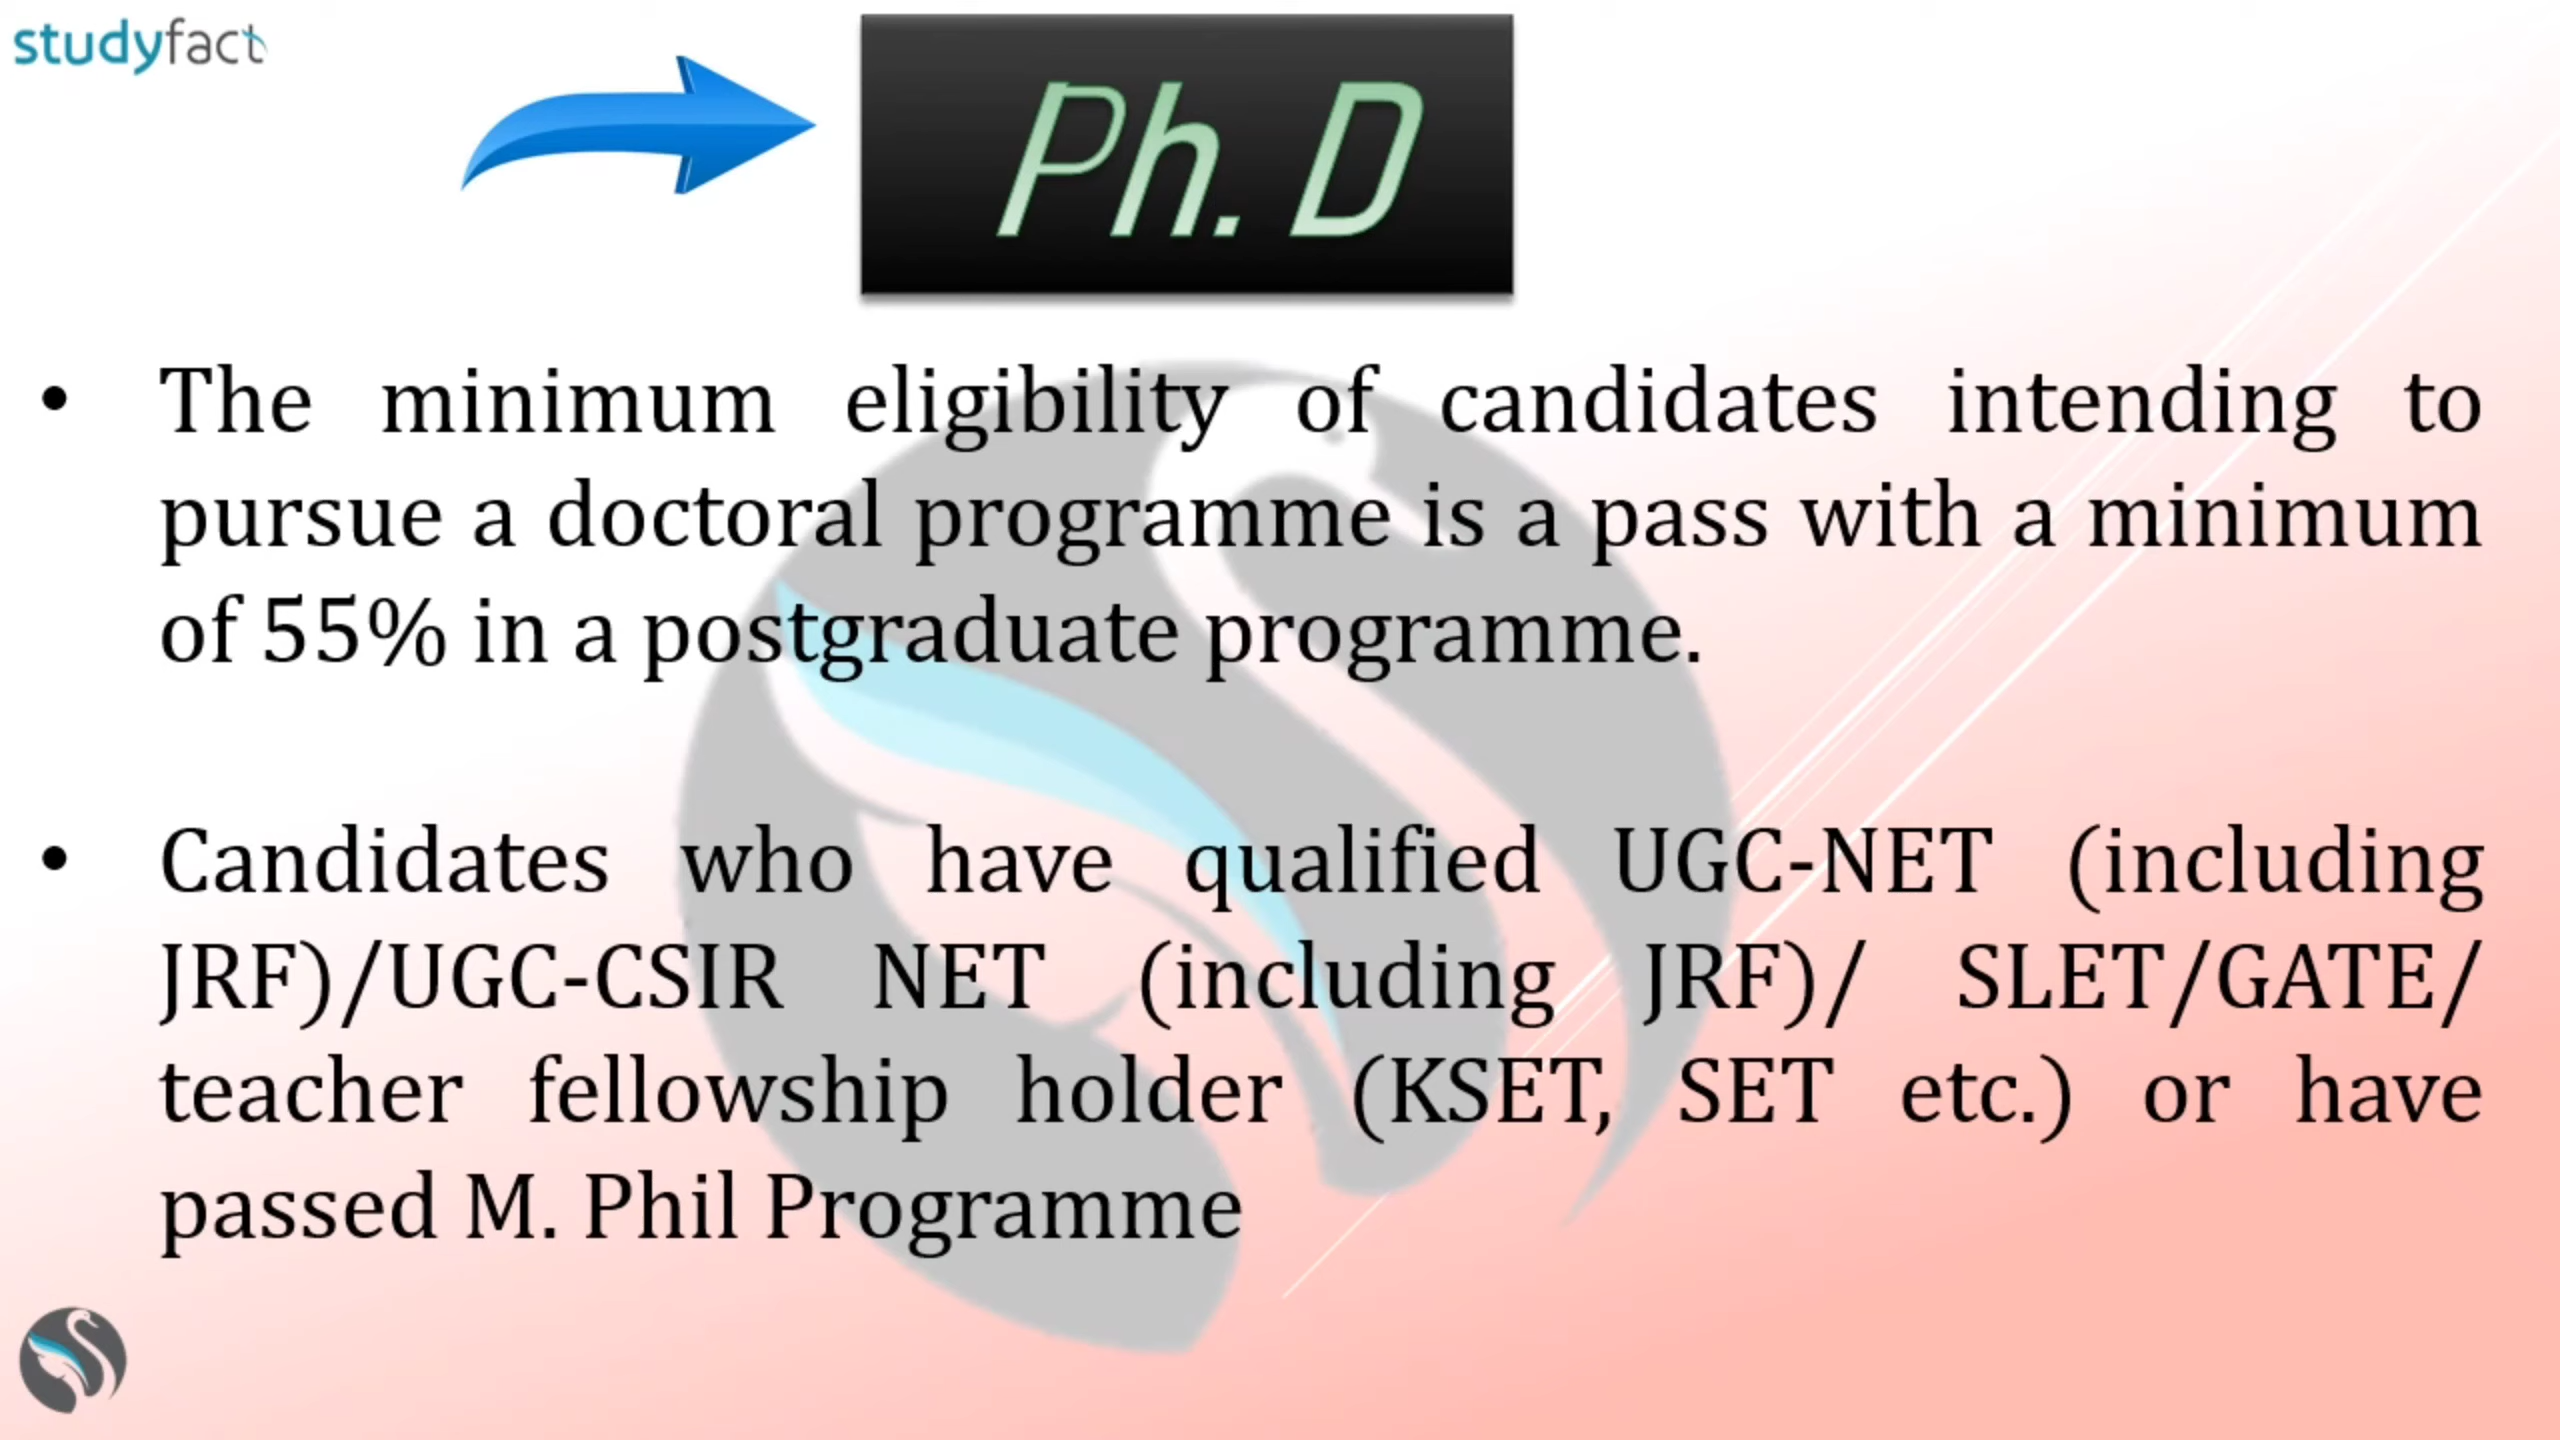 studyfact
Ph. D
• The minimum eligibility of candidates intending to
pursue a doctoral programme is a pass with a minimum
of 55% in a postgraduate programme.
• Candidates who have qualified UGC-NET (including
JRF)/UGC-CSIR NET (including JRF)/ SLET/GATE/
teacher fellowship holder (KSET, SET etc.) or have
passed M. Phil Programme